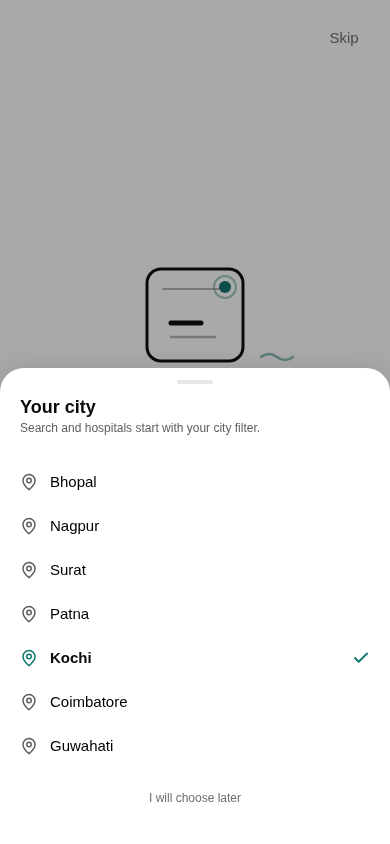 Skip
Your city
Search and hospitals start with your city filter.
Bhopal
Nagpur
Surat
Patna
Kochi
Coimbatore
Guwahati
I will choose later